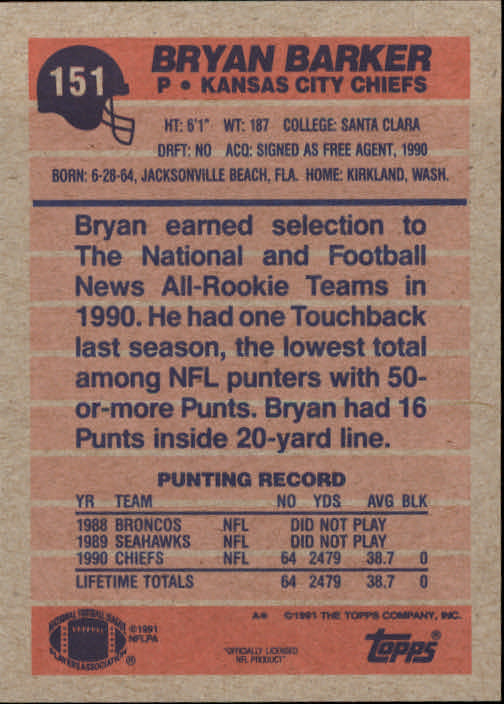 151
BRYAN BARKER
P • KANSAS CITY CHIEFS
HT: 6'1" WT: 187 COLLEGE: SANTA CLARA
DRFT: NO ACQ: SIGNED AS FREE AGENT, 1990
BORN: 6-28-64, JACKSONVILLE BEACH, FLA. HOME: KIRKLAND, WASH.
Bryan earned selection to
The National and Football
News All-Rookie Teams in
1990. He had one Touchback
last season, the lowest total
among NFL punters with 50-
or-more Punts. Bryan had 16
Punts inside 20-yard line.
PUNTING RECORD
YR TEAM NO YDS AVG BLK
1988 BRONCOS NFL DID NOT PLAY
1989 SEAHAWKS NFL DID NOT PLAY
1990 CHIEFS NFL 64 2479 38.7 0
LIFETIME TOTALS 64 2479 38.7 0
©1991 THE TOPPS COMPANY, INC.
NATIONAL FOOTBALL LEAGUE
PLAYERS ASSOCIATION
©1991
NFLPA
"OFFICIALLY LICENSED
NFL PRODUCT"
topps®